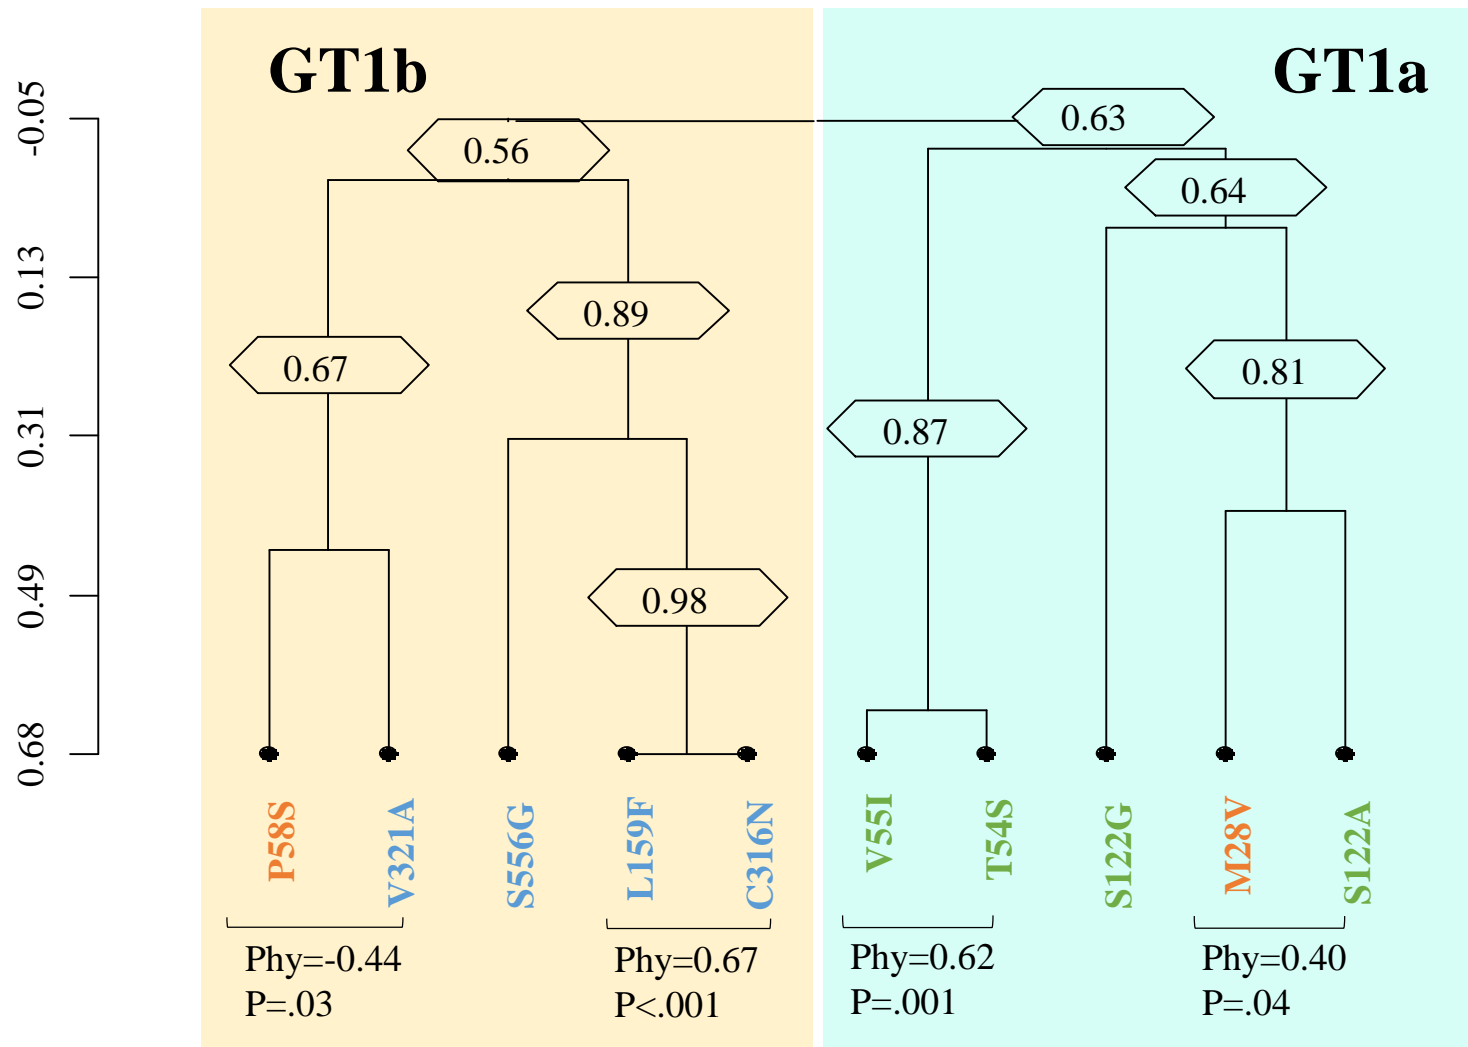 GT1b
GT1a
-0.05
0.13
0.31
0.49
0.68
0.56
0.63
0.64
0.89
0.67
0.81
0.87
0.98
P58S
V321A
S556G
L159F
C316N
V55I
T54S
S122G
M28V
S122A
Phy=-0.44
P=.03
Phy=0.67
P<.001
Phy=0.62
P=.001
Phy=0.40
P=.04